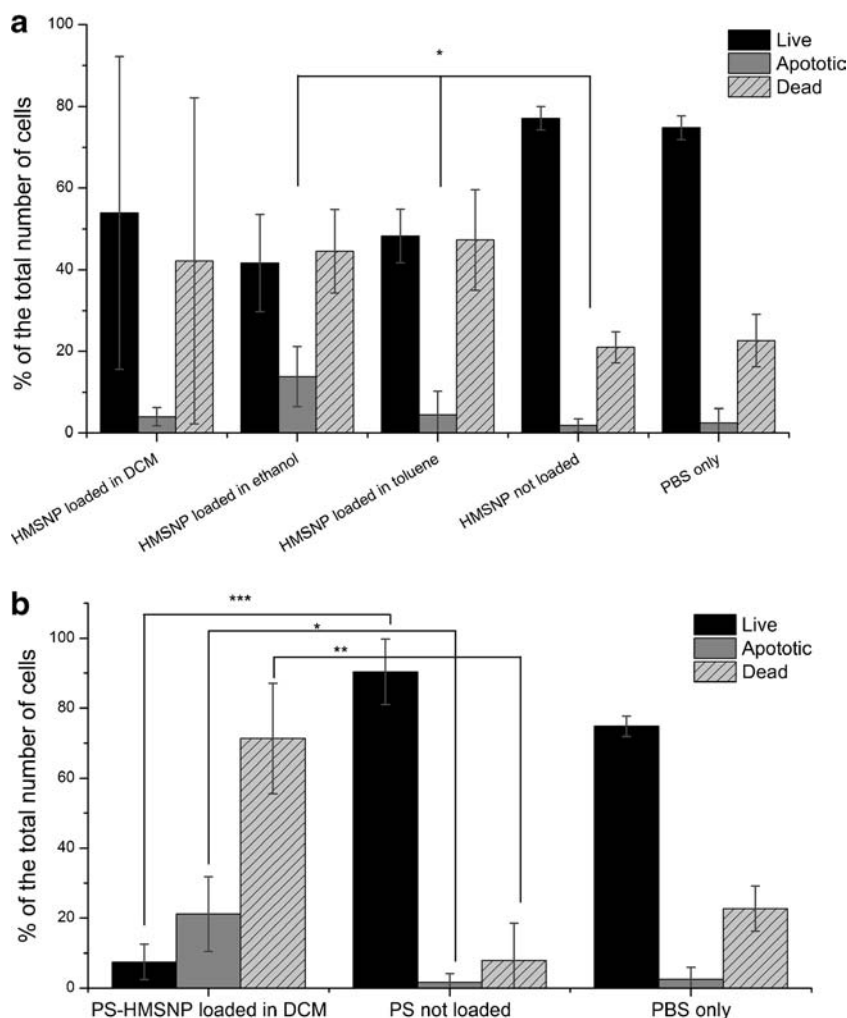 a
100
80
60
40
20
0
% of the total number of cells
*
Live
Apototic
Dead
HMSNP loaded in DCM
HMSNP loaded in ethanol
HMSNP loaded in toluene
HMSNP not loaded
PBS only
b
100
80
60
40
20
0
% of the total number of cells
***
*
**
Live
Apototic
Dead
PS-HMSNP loaded in DCM
PS not loaded
PBS only